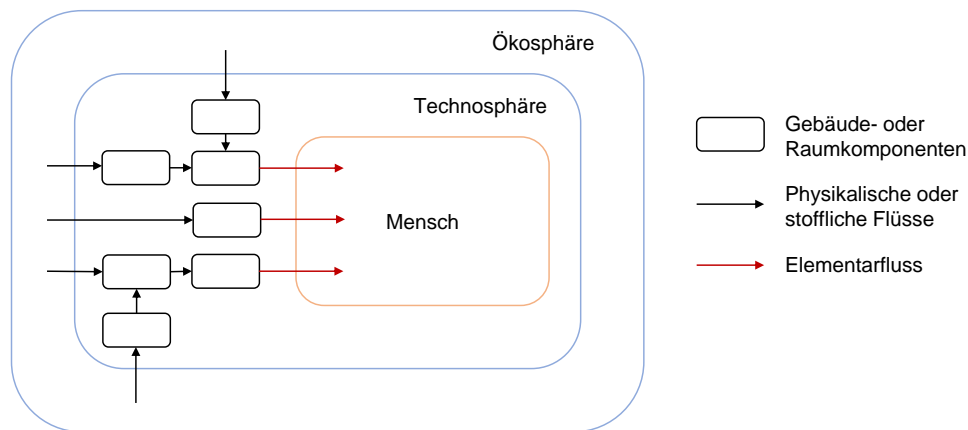 Ökosphäre
Technosphäre
Mensch
Gebäude- oder
Raumkomponenten
Physikalische oder
stoffliche Flüsse
Elementarfluss